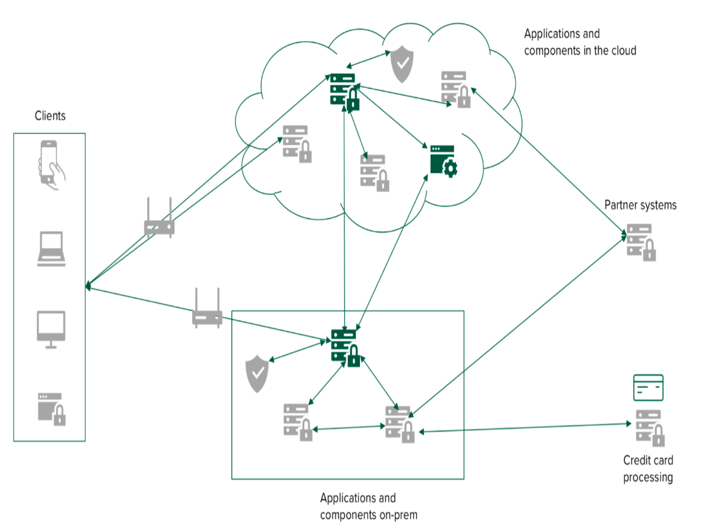 Applications and
components in the cloud
Clients
Partner systems
Credit card
processing
Applications and
components on-prem